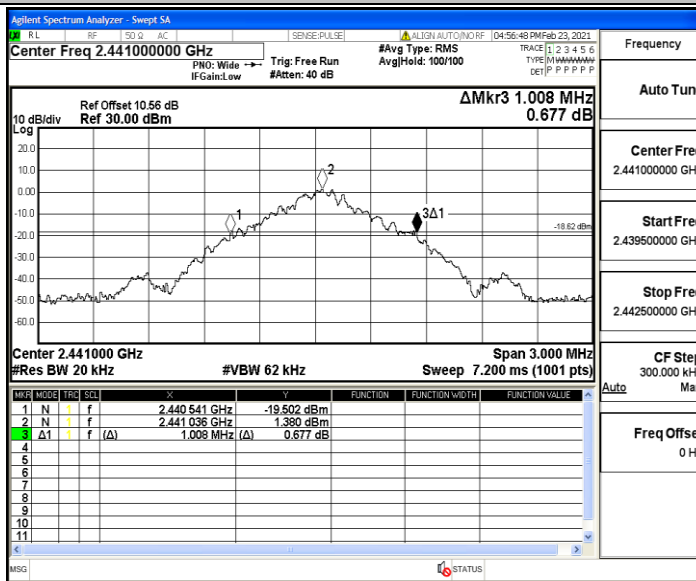 Agilent Spectrum Analyzer - Swept SA
RL RF 50 Ω AC SENSE:PULSE ALIGN AUTO/NO RF 04:56:48 PM Feb 23, 2021
Center Freq 2.441000000 GHz
PNO: Wide
IFGain:Low
Trig: Free Run
#Atten: 40 dB
#Avg Type: RMS
Avg|Hold: 100/100
TRACE 1 2 3 4 5 6
TYPE M WWWWW
DET P P P P P P
Ref Offset 10.56 dB
10 dB/div Ref 30.00 dBm
Log
ΔMkr3 1.008 MHz
0.677 dB
20.0
10.0
0.00
-10.0
-20.0
-30.0
-40.0
-50.0
-60.0
1
2
3Δ1
-18.62 dBm
Center 2.441000 GHz Span 3.000 MHz
#Res BW 20 kHz #VBW 62 kHz Sweep 7.200 ms (1001 pts)
MKR MODE TRC SCL X Y FUNCTION FUNCTION WIDTH FUNCTION VALUE
1 N 1 f 2.440 541 GHz -19.502 dBm
2 N 1 f 2.441 036 GHz 1.380 dBm
3 Δ1 1 f (Δ) 1.008 MHz (Δ) 0.677 dB
4
5
6
7
8
9
10
11
MSG STATUS
Frequency
Auto Tun
Center Fre
2.441000000 GH
Start Fre
2.439500000 GH
Stop Fre
2.442500000 GH
CF Step
300.000 kH
Auto Ma
Freq Offse
0 H